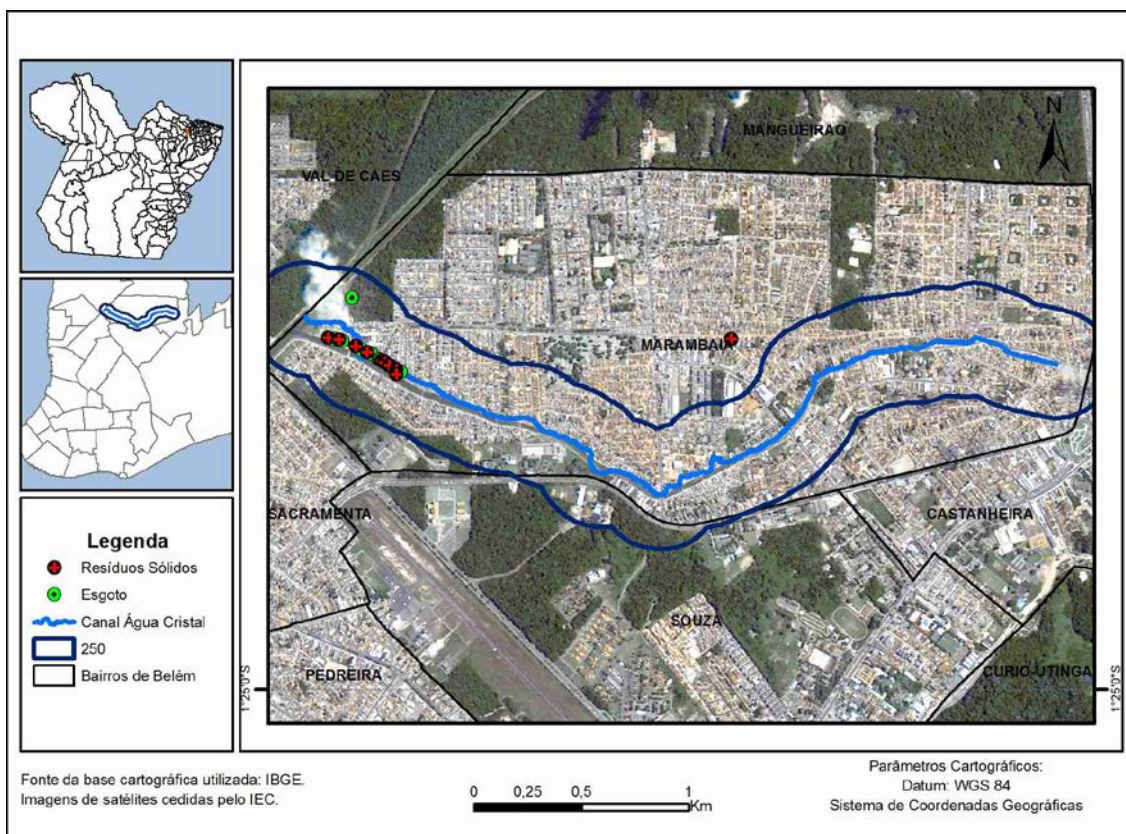 N
MANGUEIRAO
VAL DE CAES
MARAMBAIA
SACRAMENTA
CASTANHEIRA
SOUZA
PEDREIRA
CURIO-UTINGA
1°25'0"S
1°25'0"S
Legenda
Resíduos Sólidos
Esgoto
Canal Água Cristal
250
Bairros de Belém
Fonte da base cartográfica utilizada: IBGE.
Imagens de satélites cedidas pelo IEC.
0 0,25 0,5 1
Km
Parâmetros Cartográficos:
Datum: WGS 84
Sistema de Coordenadas Geográficas